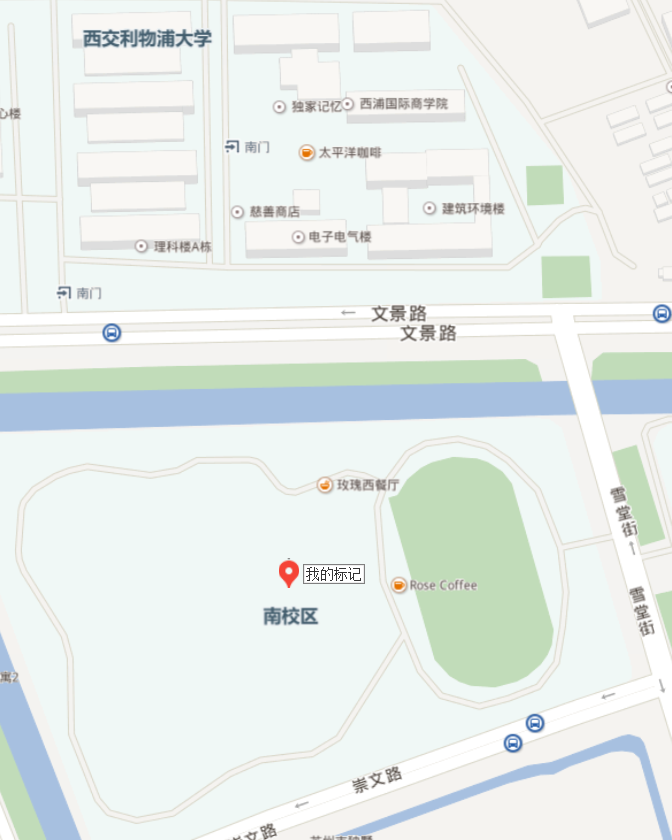 西交利物浦大学
独家记忆
西浦国际商学院
心楼
南门
太平洋咖啡
慈善商店
建筑环境楼
电子电气楼
理科楼A栋
南门
文景路
文景路
玫瑰西餐厅
雪堂街
我的标记
Rose Coffee
雪堂街
南校区
寓2
崇文路
崇文路